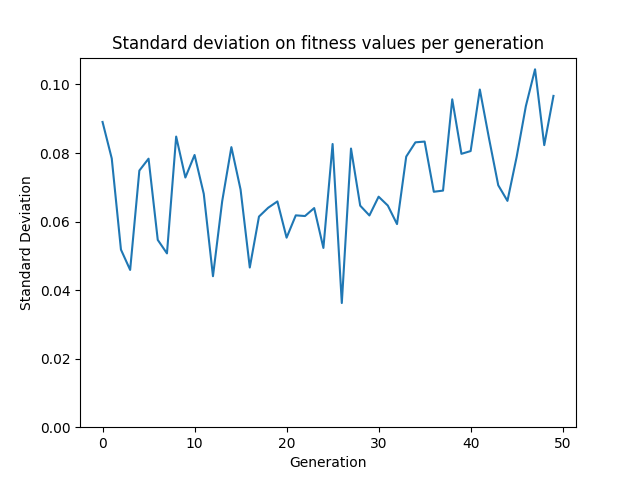 Standard deviation on fitness values per generation
0.10
0.08
0.06
0.04
0.02
0.00
Standard Deviation
0 10 20 30 40 50
Generation